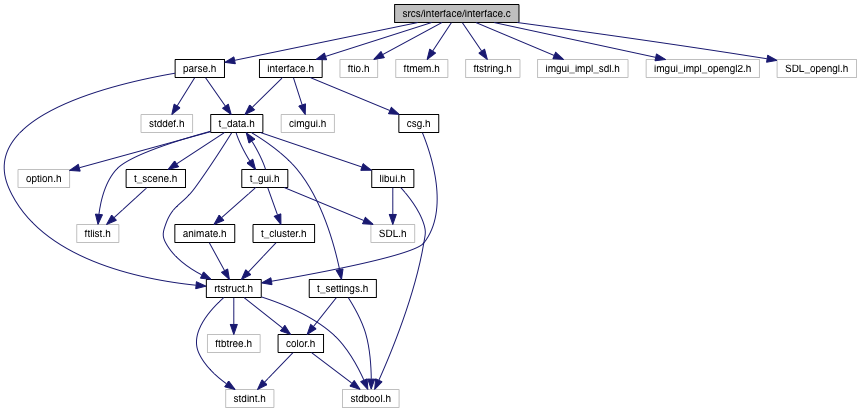 srcs/interface/interface.c
parse.h
interface.h
ftio.h
ftmem.h
ftstring.h
imgui_impl_sdl.h
imgui_impl_opengl2.h
SDL_opengl.h
stddef.h
t_data.h
cimgui.h
csg.h
option.h
t_scene.h
t_gui.h
libui.h
ftlist.h
animate.h
t_cluster.h
SDL.h
rtstruct.h
t_settings.h
ftbtree.h
color.h
stdint.h
stdbool.h